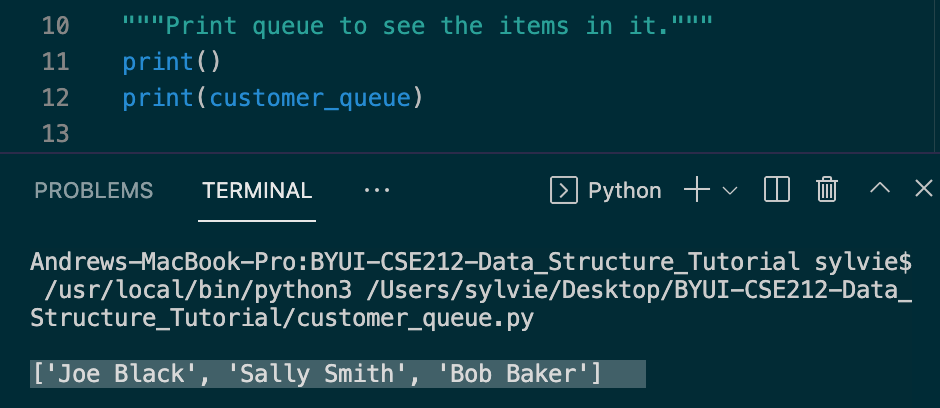 10 """Print queue to see the items in it."""
11 print()
12 print(customer_queue)
13
PROBLEMS TERMINAL ··· Python
Andrews-MacBook-Pro:BYUI-CSE212-Data_Structure_Tutorial sylvie$
/usr/local/bin/python3 /Users/sylvie/Desktop/BYUI-CSE212-Data_
Structure_Tutorial/customer_queue.py
['Joe Black', 'Sally Smith', 'Bob Baker']